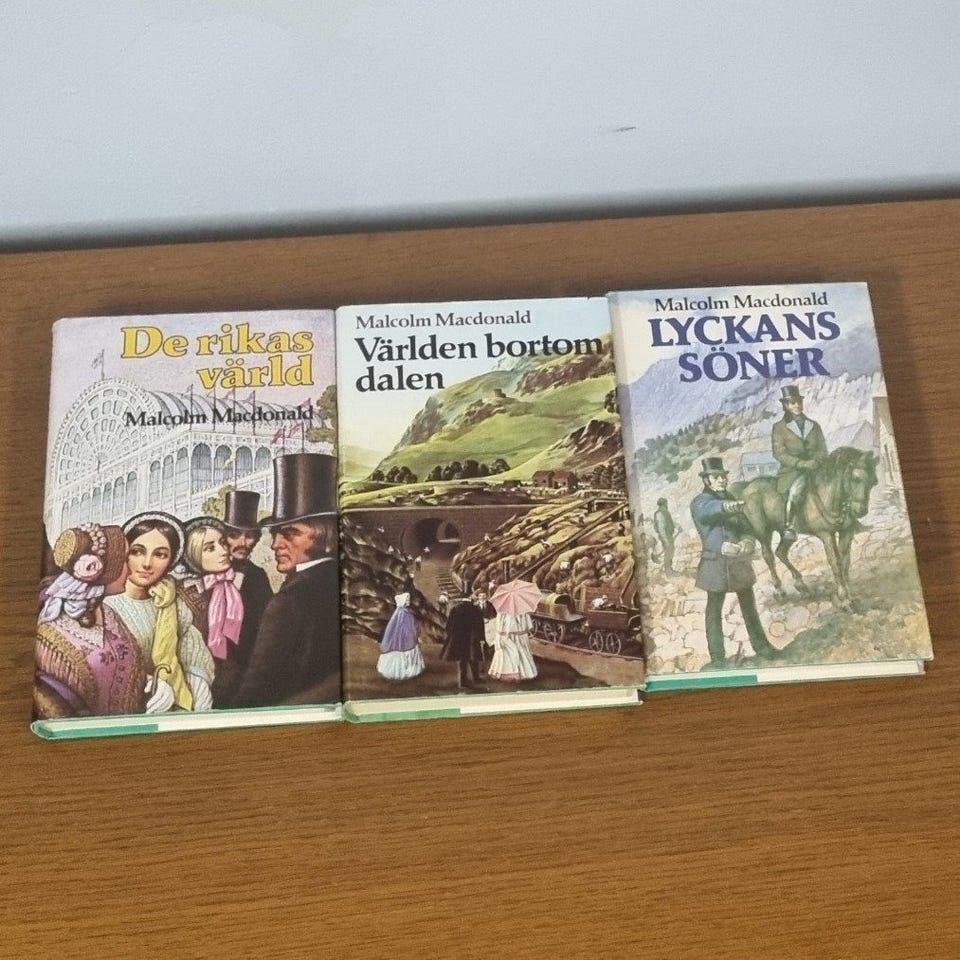 De rikas
värld
Malcolm Macdonald
Malcolm Macdonald
Världen bortom
dalen
Malcolm Macdonald
LYCKANS
SÖNER